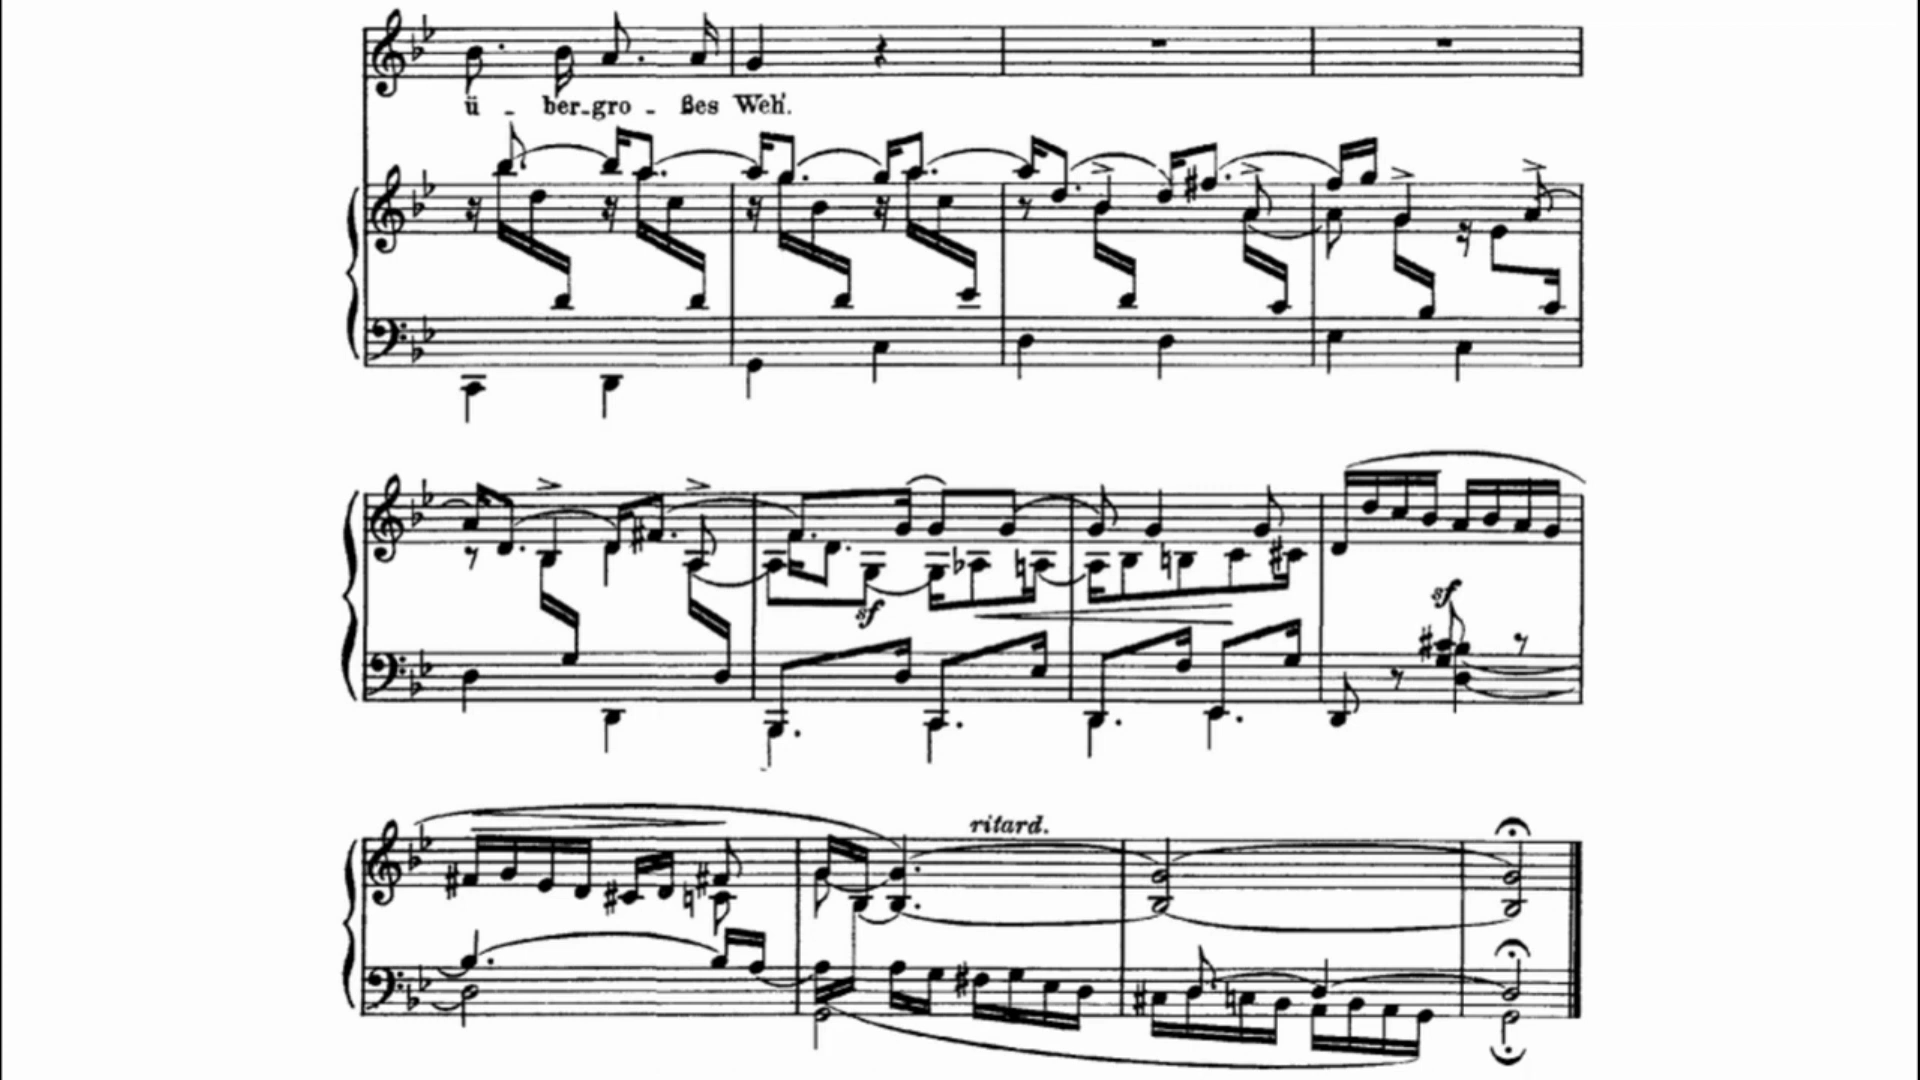 ü - ber-gro - ßes Weh'.
sf
sf
ritard.